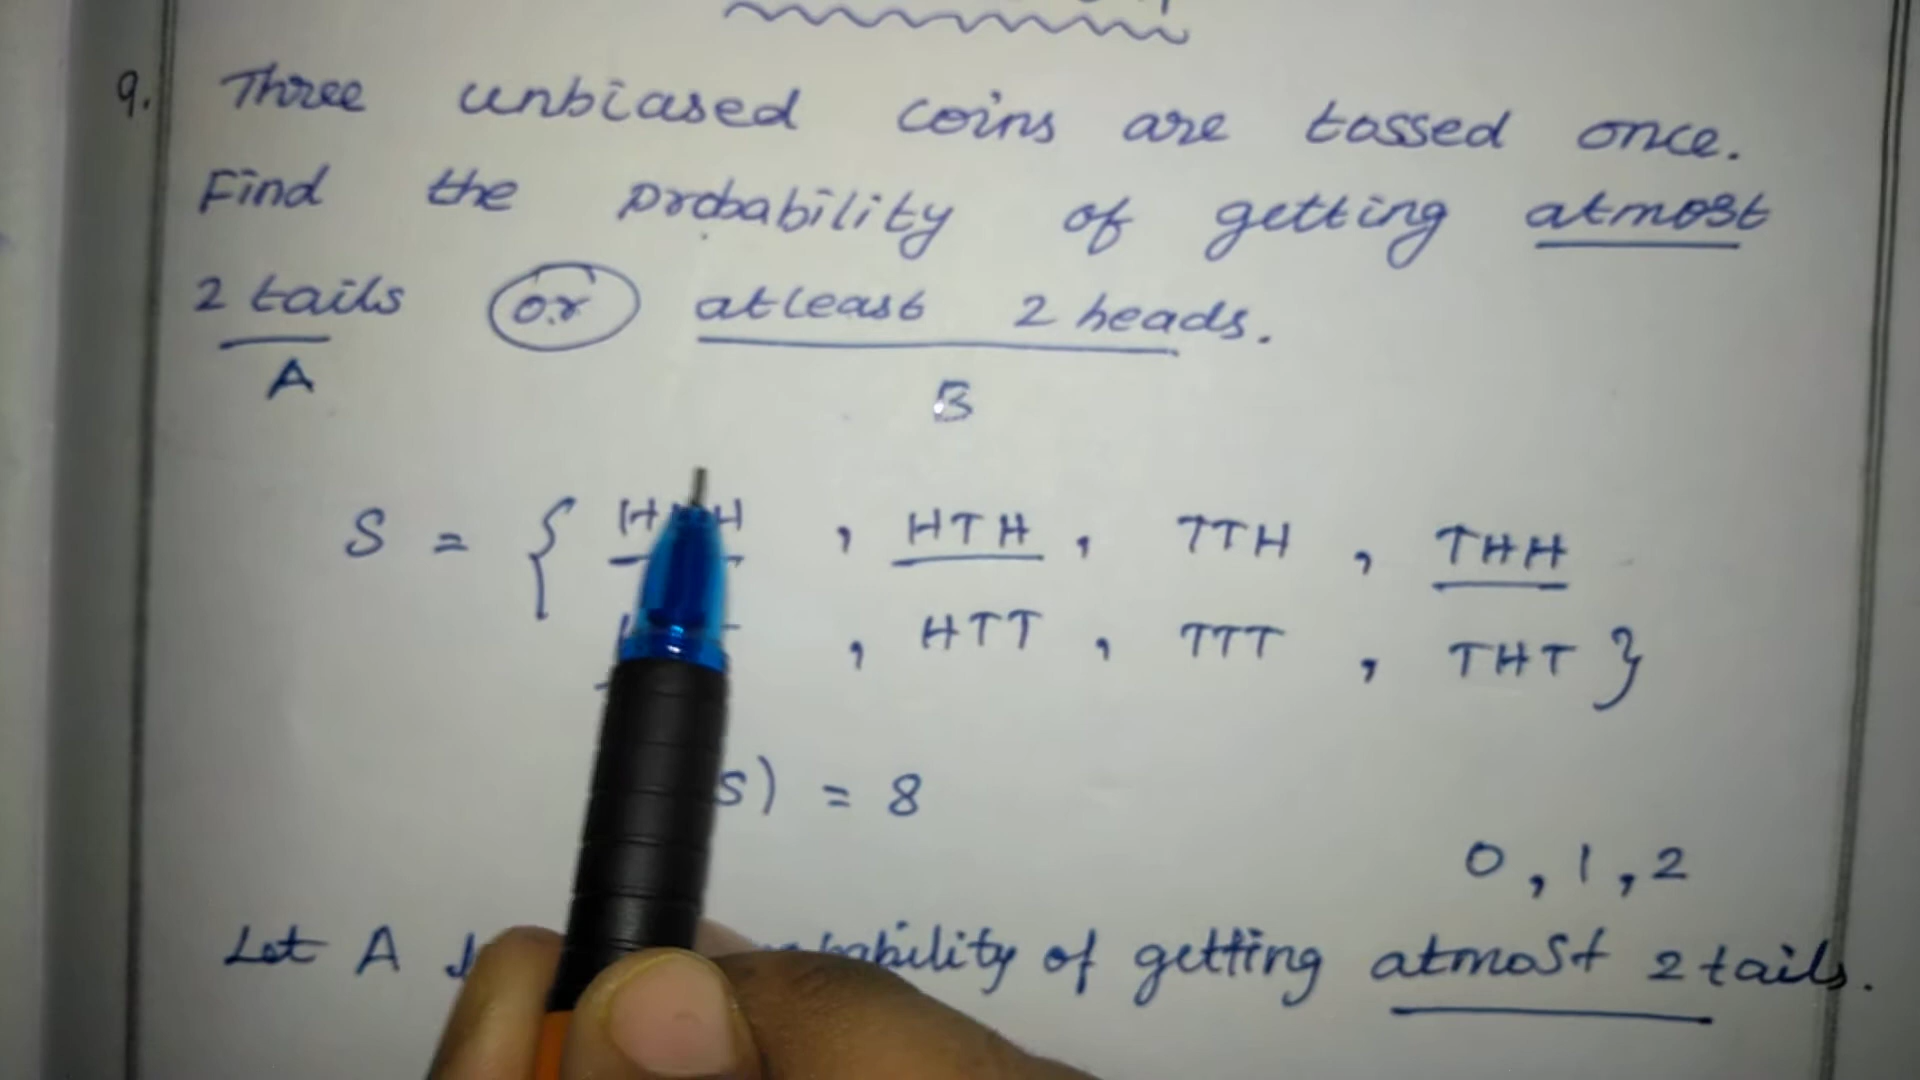 9. Three unbiased coins are tossed once.
Find the probability of getting atmost
2 tails or atleast 2 heads.
A B
S = { , HTH , TTH , THH
, HTT , TTT , THT }
S) = 8
0, 1, 2
Let A of getting atmost 2 tails.